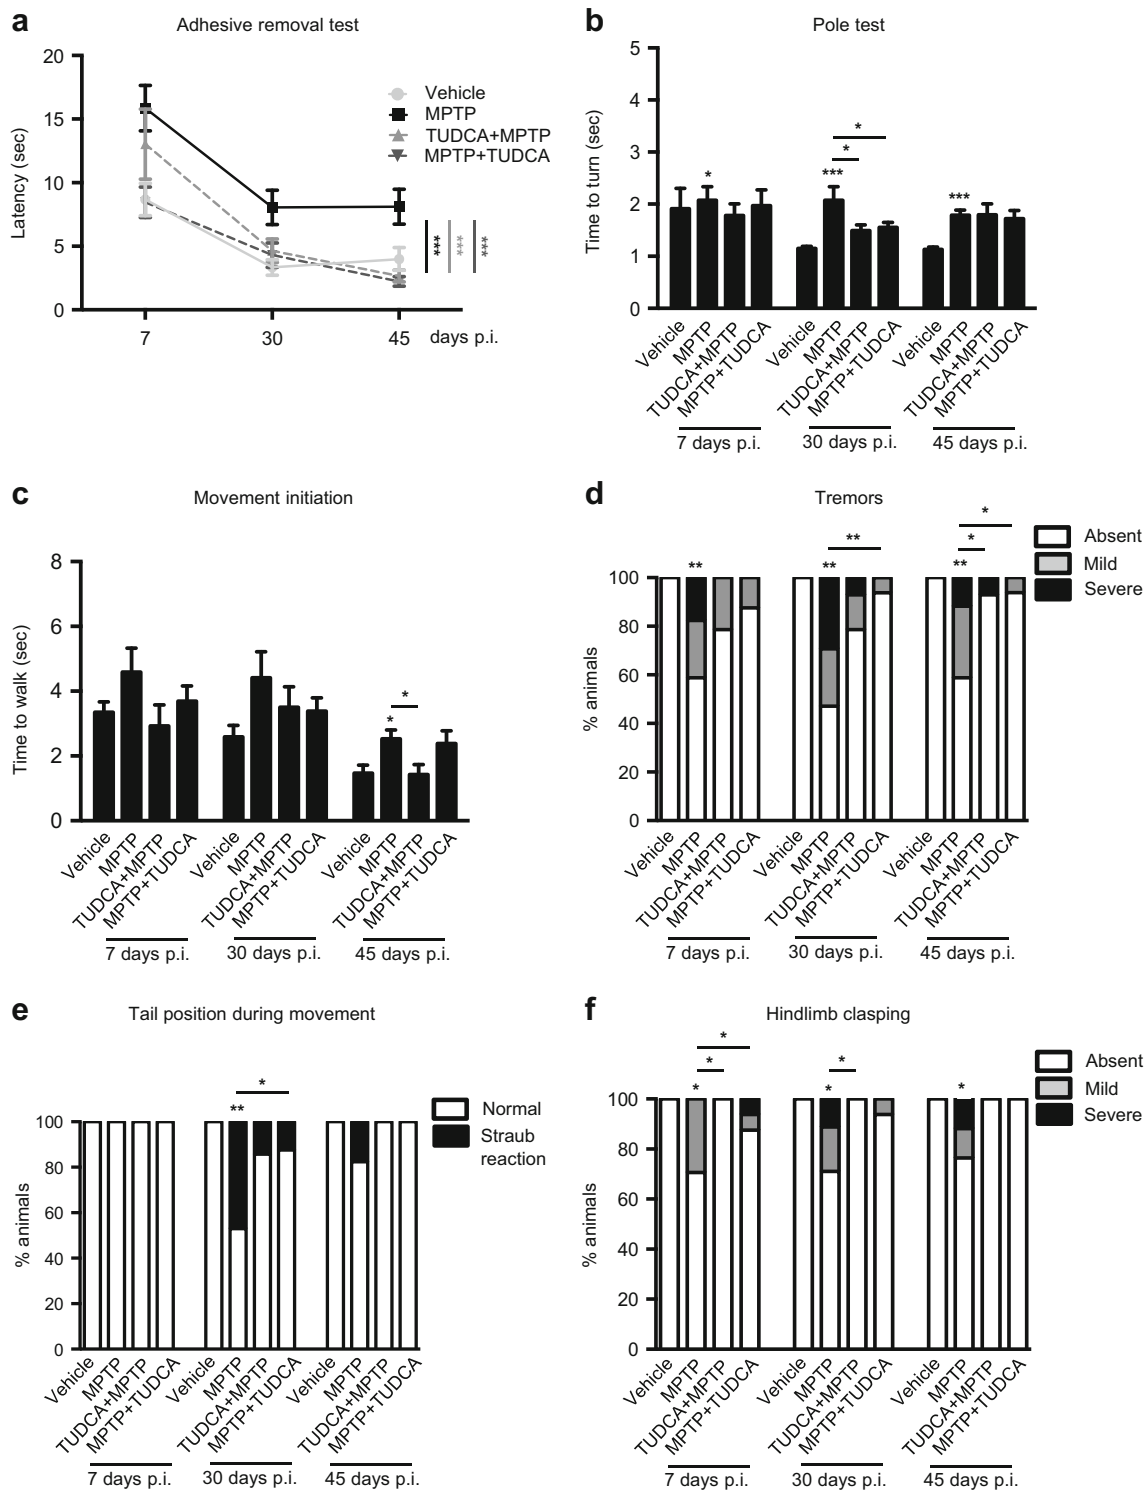 a
Adhesive removal test
20
15
10
5
0
Latency (sec)
Vehicle
MPTP
TUDCA+MPTP
MPTP+TUDCA
***
***
***
7
30
45
days p.i.
b
Pole test
5
4
3
2
1
0
Time to turn (sec)
*
***
*
*
***
Vehicle
MPTP
TUDCA+MPTP
MPTP+TUDCA
Vehicle
MPTP
TUDCA+MPTP
MPTP+TUDCA
Vehicle
MPTP
TUDCA+MPTP
MPTP+TUDCA
7 days p.i.
30 days p.i.
45 days p.i.
c
Movement initiation
8
6
4
2
0
Time to walk (sec)
*
*
Vehicle
MPTP
TUDCA+MPTP
MPTP+TUDCA
Vehicle
MPTP
TUDCA+MPTP
MPTP+TUDCA
Vehicle
MPTP
TUDCA+MPTP
MPTP+TUDCA
7 days p.i.
30 days p.i.
45 days p.i.
d
Tremors
Absent
Mild
Severe
100
80
60
40
20
0
% animals
**
**
**
**
*
*
Vehicle
MPTP
TUDCA+MPTP
MPTP+TUDCA
Vehicle
MPTP
TUDCA+MPTP
MPTP+TUDCA
Vehicle
MPTP
TUDCA+MPTP
MPTP+TUDCA
7 days p.i.
30 days p.i.
45 days p.i.
e
Tail position during movement
Normal
Straub
reaction
100
80
60
40
20
0
% animals
**
*
Vehicle
MPTP
TUDCA+MPTP
MPTP+TUDCA
Vehicle
MPTP
TUDCA+MPTP
MPTP+TUDCA
Vehicle
MPTP
TUDCA+MPTP
MPTP+TUDCA
7 days p.i.
30 days p.i.
45 days p.i.
f
Hindlimb clasping
Absent
Mild
Severe
100
80
60
40
20
0
% animals
*
*
*
*
*
*
Vehicle
MPTP
TUDCA+MPTP
MPTP+TUDCA
Vehicle
MPTP
TUDCA+MPTP
MPTP+TUDCA
Vehicle
MPTP
TUDCA+MPTP
MPTP+TUDCA
7 days p.i.
30 days p.i.
45 days p.i.